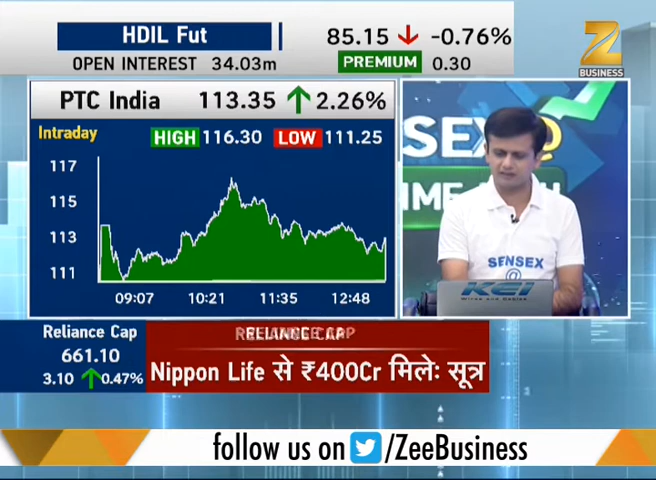 HDIL Fut
85.15 -0.76%
OPEN INTEREST 34.03m
PREMIUM 0.30
Z
BUSINESS
PTC India 113.35 2.26%
Intraday
HIGH 116.30 LOW 111.25
117
115
113
111
09:07 10:21 11:35 12:48
SENSEX
@
KEI
Wires and Cables
Reliance Cap
661.10
3.10 0.47%
RELIANCE CAP
Nippon Life से ₹400Cr मिलेः सूत्र
follow us on /ZeeBusiness